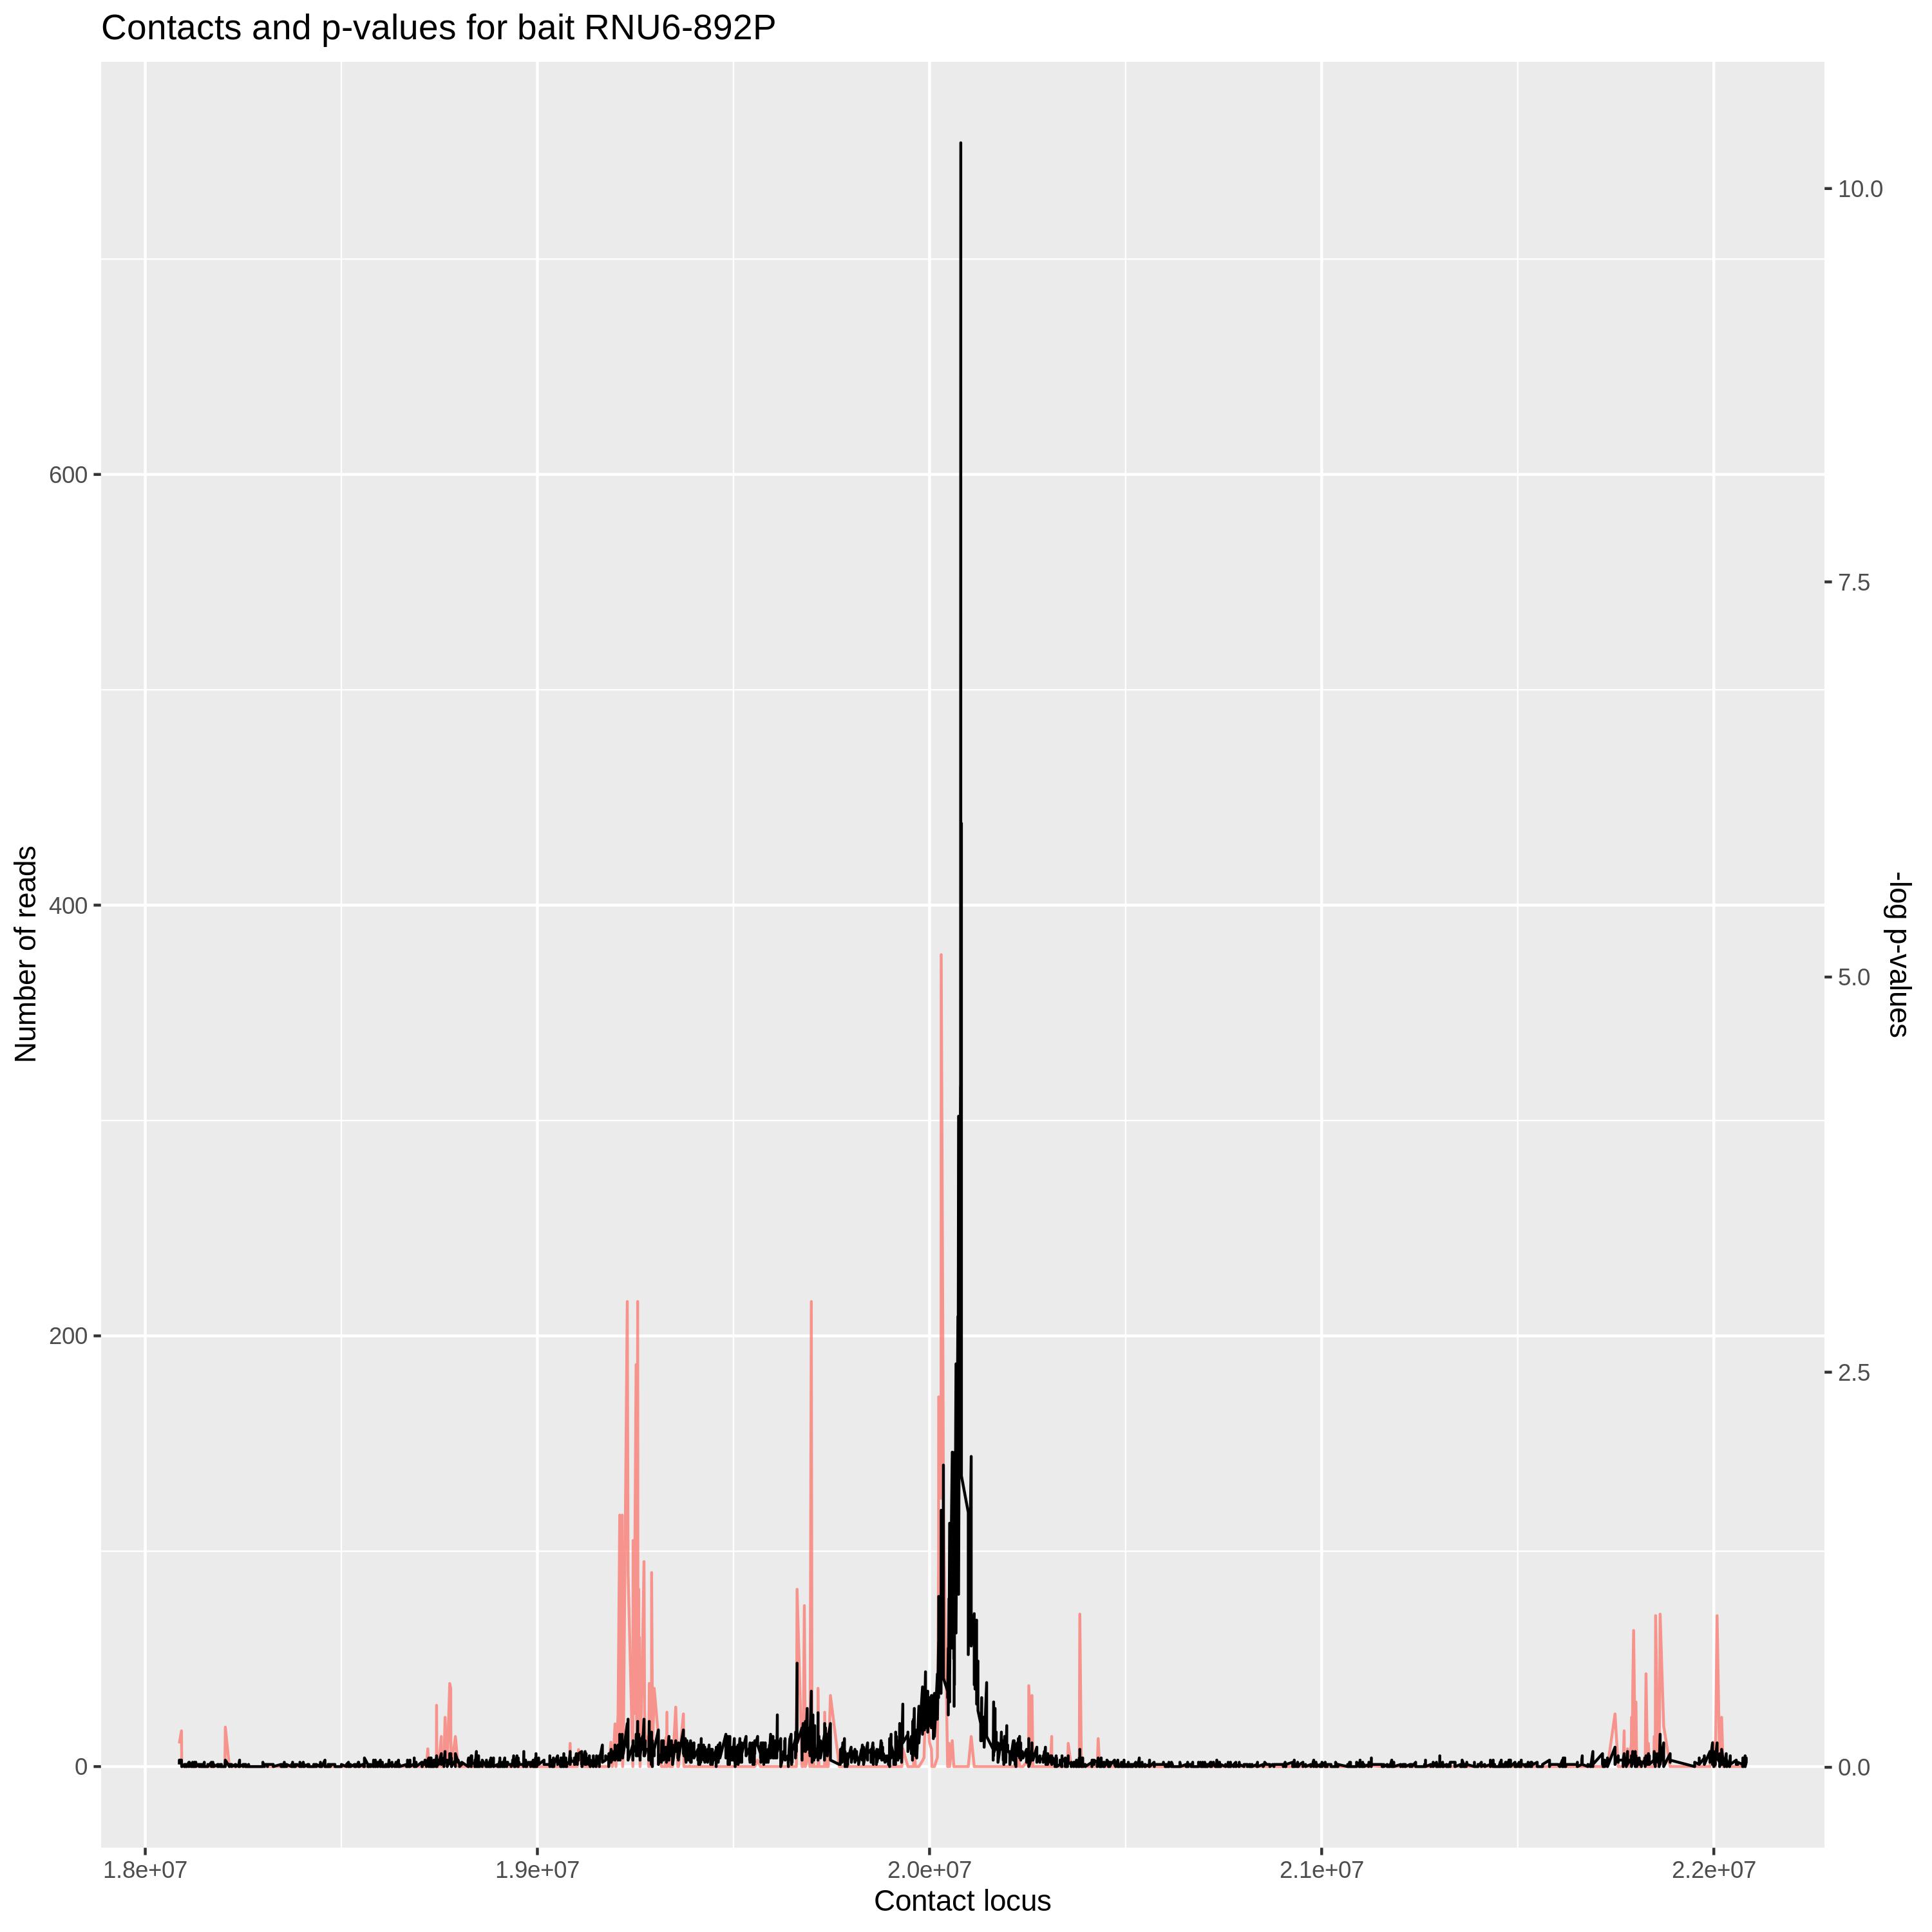 Contacts and p-values for bait RNU6-892P
10.0
7.5
5.0
2.5
0.0
600
400
200
0
Number of reads
-log p-values
1.8e+07
1.9e+07
2.0e+07
2.1e+07
2.2e+07
Contact locus